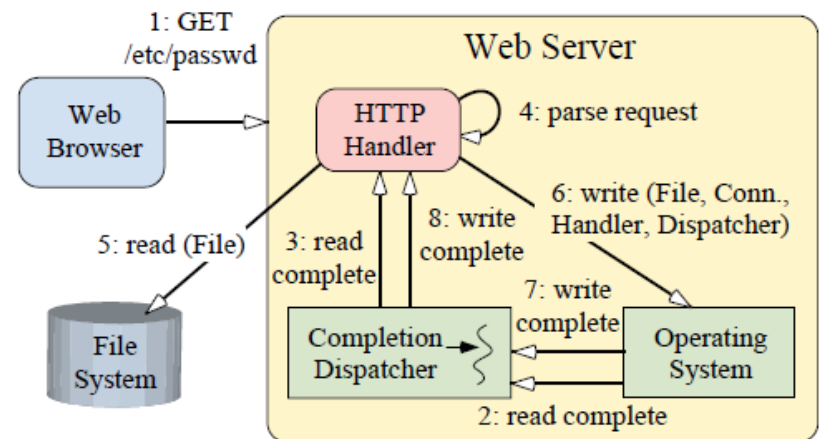 1: GET
/etc/passwd
Web Server
Web
Browser
HTTP
Handler
4: parse request
6: write (File, Conn.,
Handler, Dispatcher)
5: read (File)
3: read
complete
8: write
complete
7: write
complete
File
System
Completion
Dispatcher
Operating
System
2: read complete